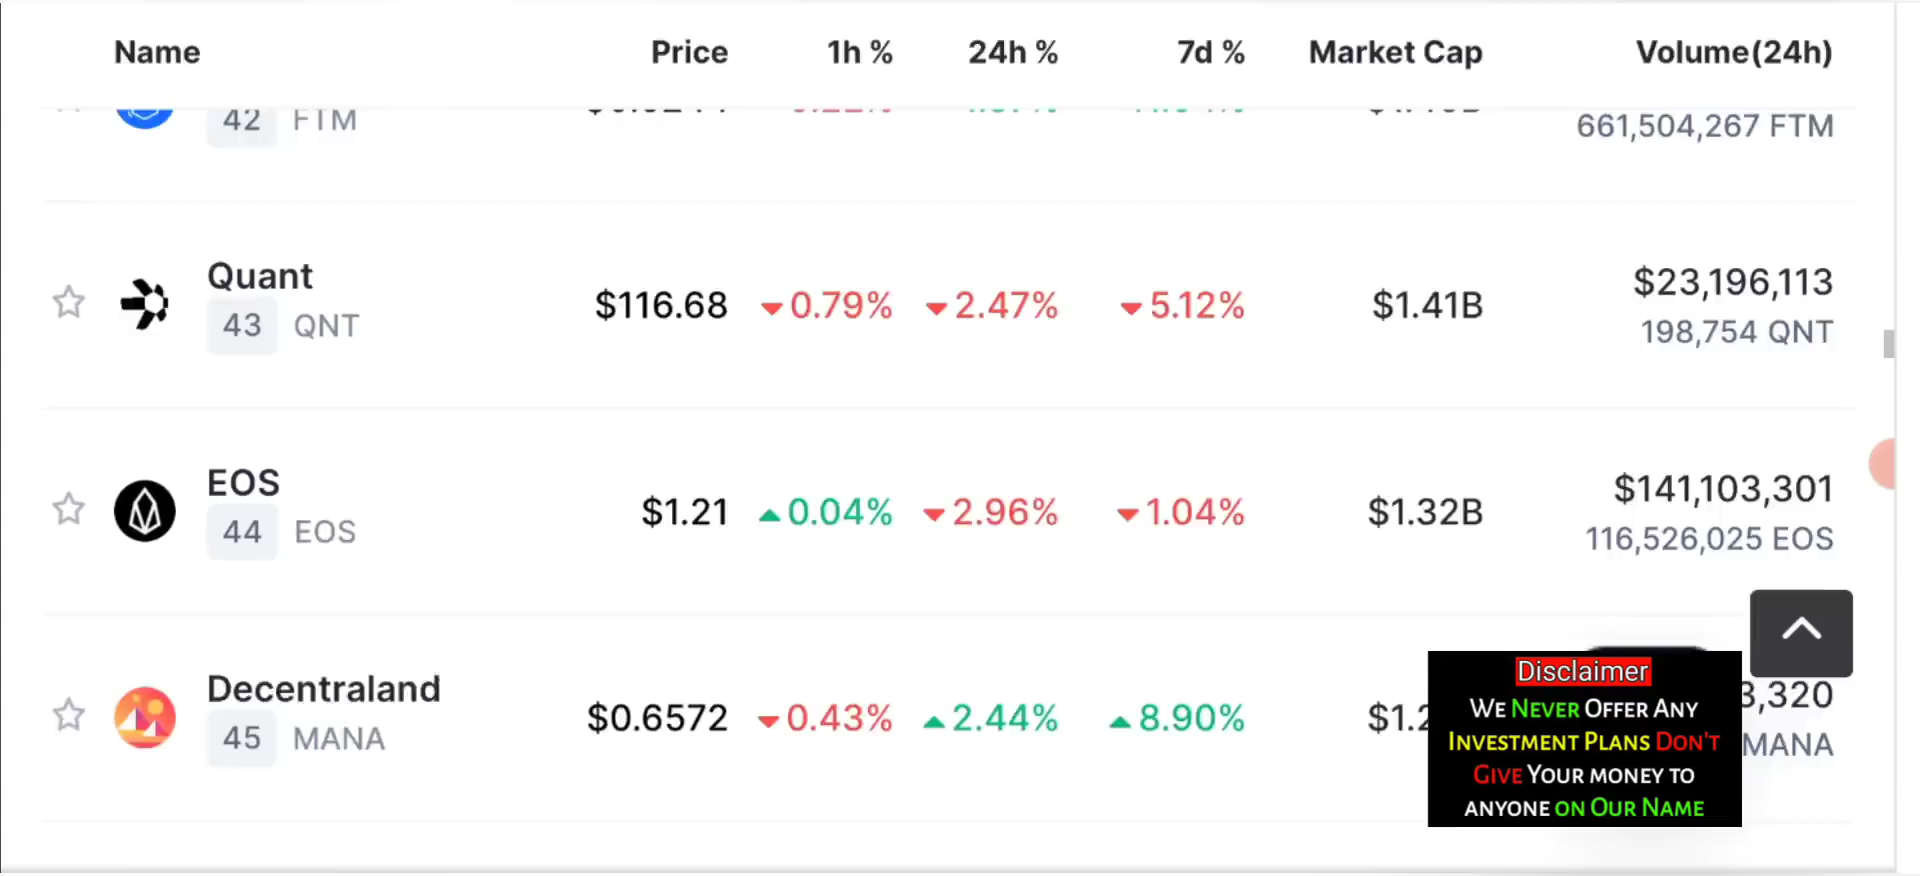 Name Price 1h % 24h % 7d % Market Cap Volume(24h)
42 FTM 661,504,267 FTM
Quant
43 QNT $116.68 0.79% 2.47% 5.12% $1.41B $23,196,113
198,754 QNT
EOS
44 EOS $1.21 0.04% 2.96% 1.04% $1.32B $141,103,301
116,526,025 EOS
Decentraland
45 MANA $0.6572 0.43% 2.44% 8.90% $1.2 3,320
MANA
Disclaimer
We Never Offer Any
Investment Plans Don't
Give Your money to
anyone on Our Name